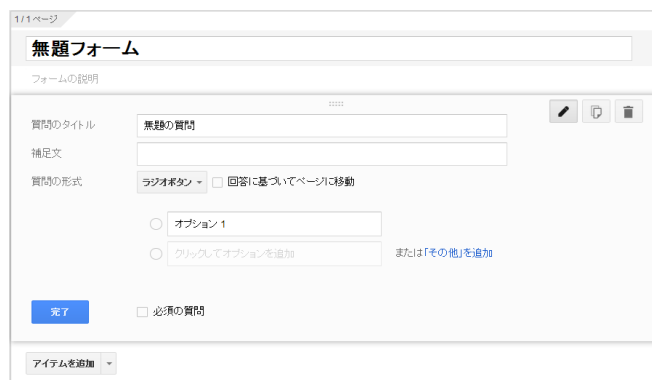 1/1ページ
無題フォーム
フォームの説明
質問のタイトル 無題の質問
補足文
質問の形式 ラジオボタン 回答に基づいてページに移動
オプション 1
クリックしてオプションを追加 または「その他」を追加
完了 必須の質問
アイテムを追加